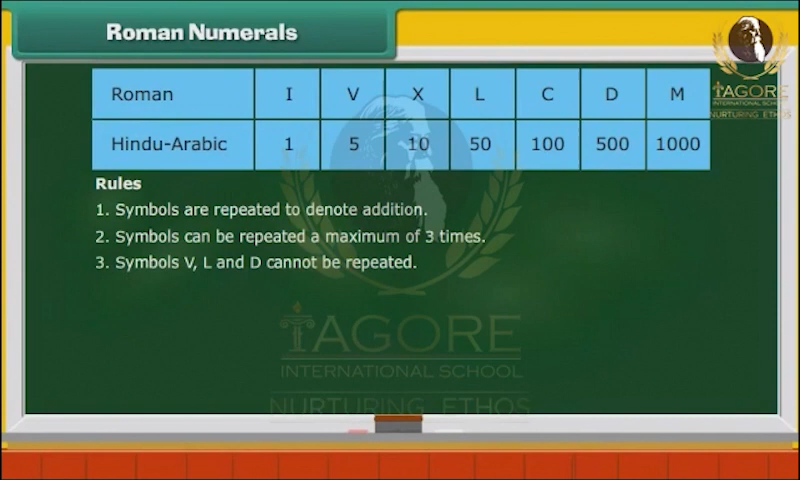 Roman Numerals
TAGORE
INTERNATIONAL SCHOOL
NURTURING ETHOS
Roman I V X L C D M
Hindu-Arabic 1 5 10 50 100 500 1000
Rules
1. Symbols are repeated to denote addition.
2. Symbols can be repeated a maximum of 3 times.
3. Symbols V, L and D cannot be repeated.
TAGORE
INTERNATIONAL SCHOOL
NURTURING ETHOS